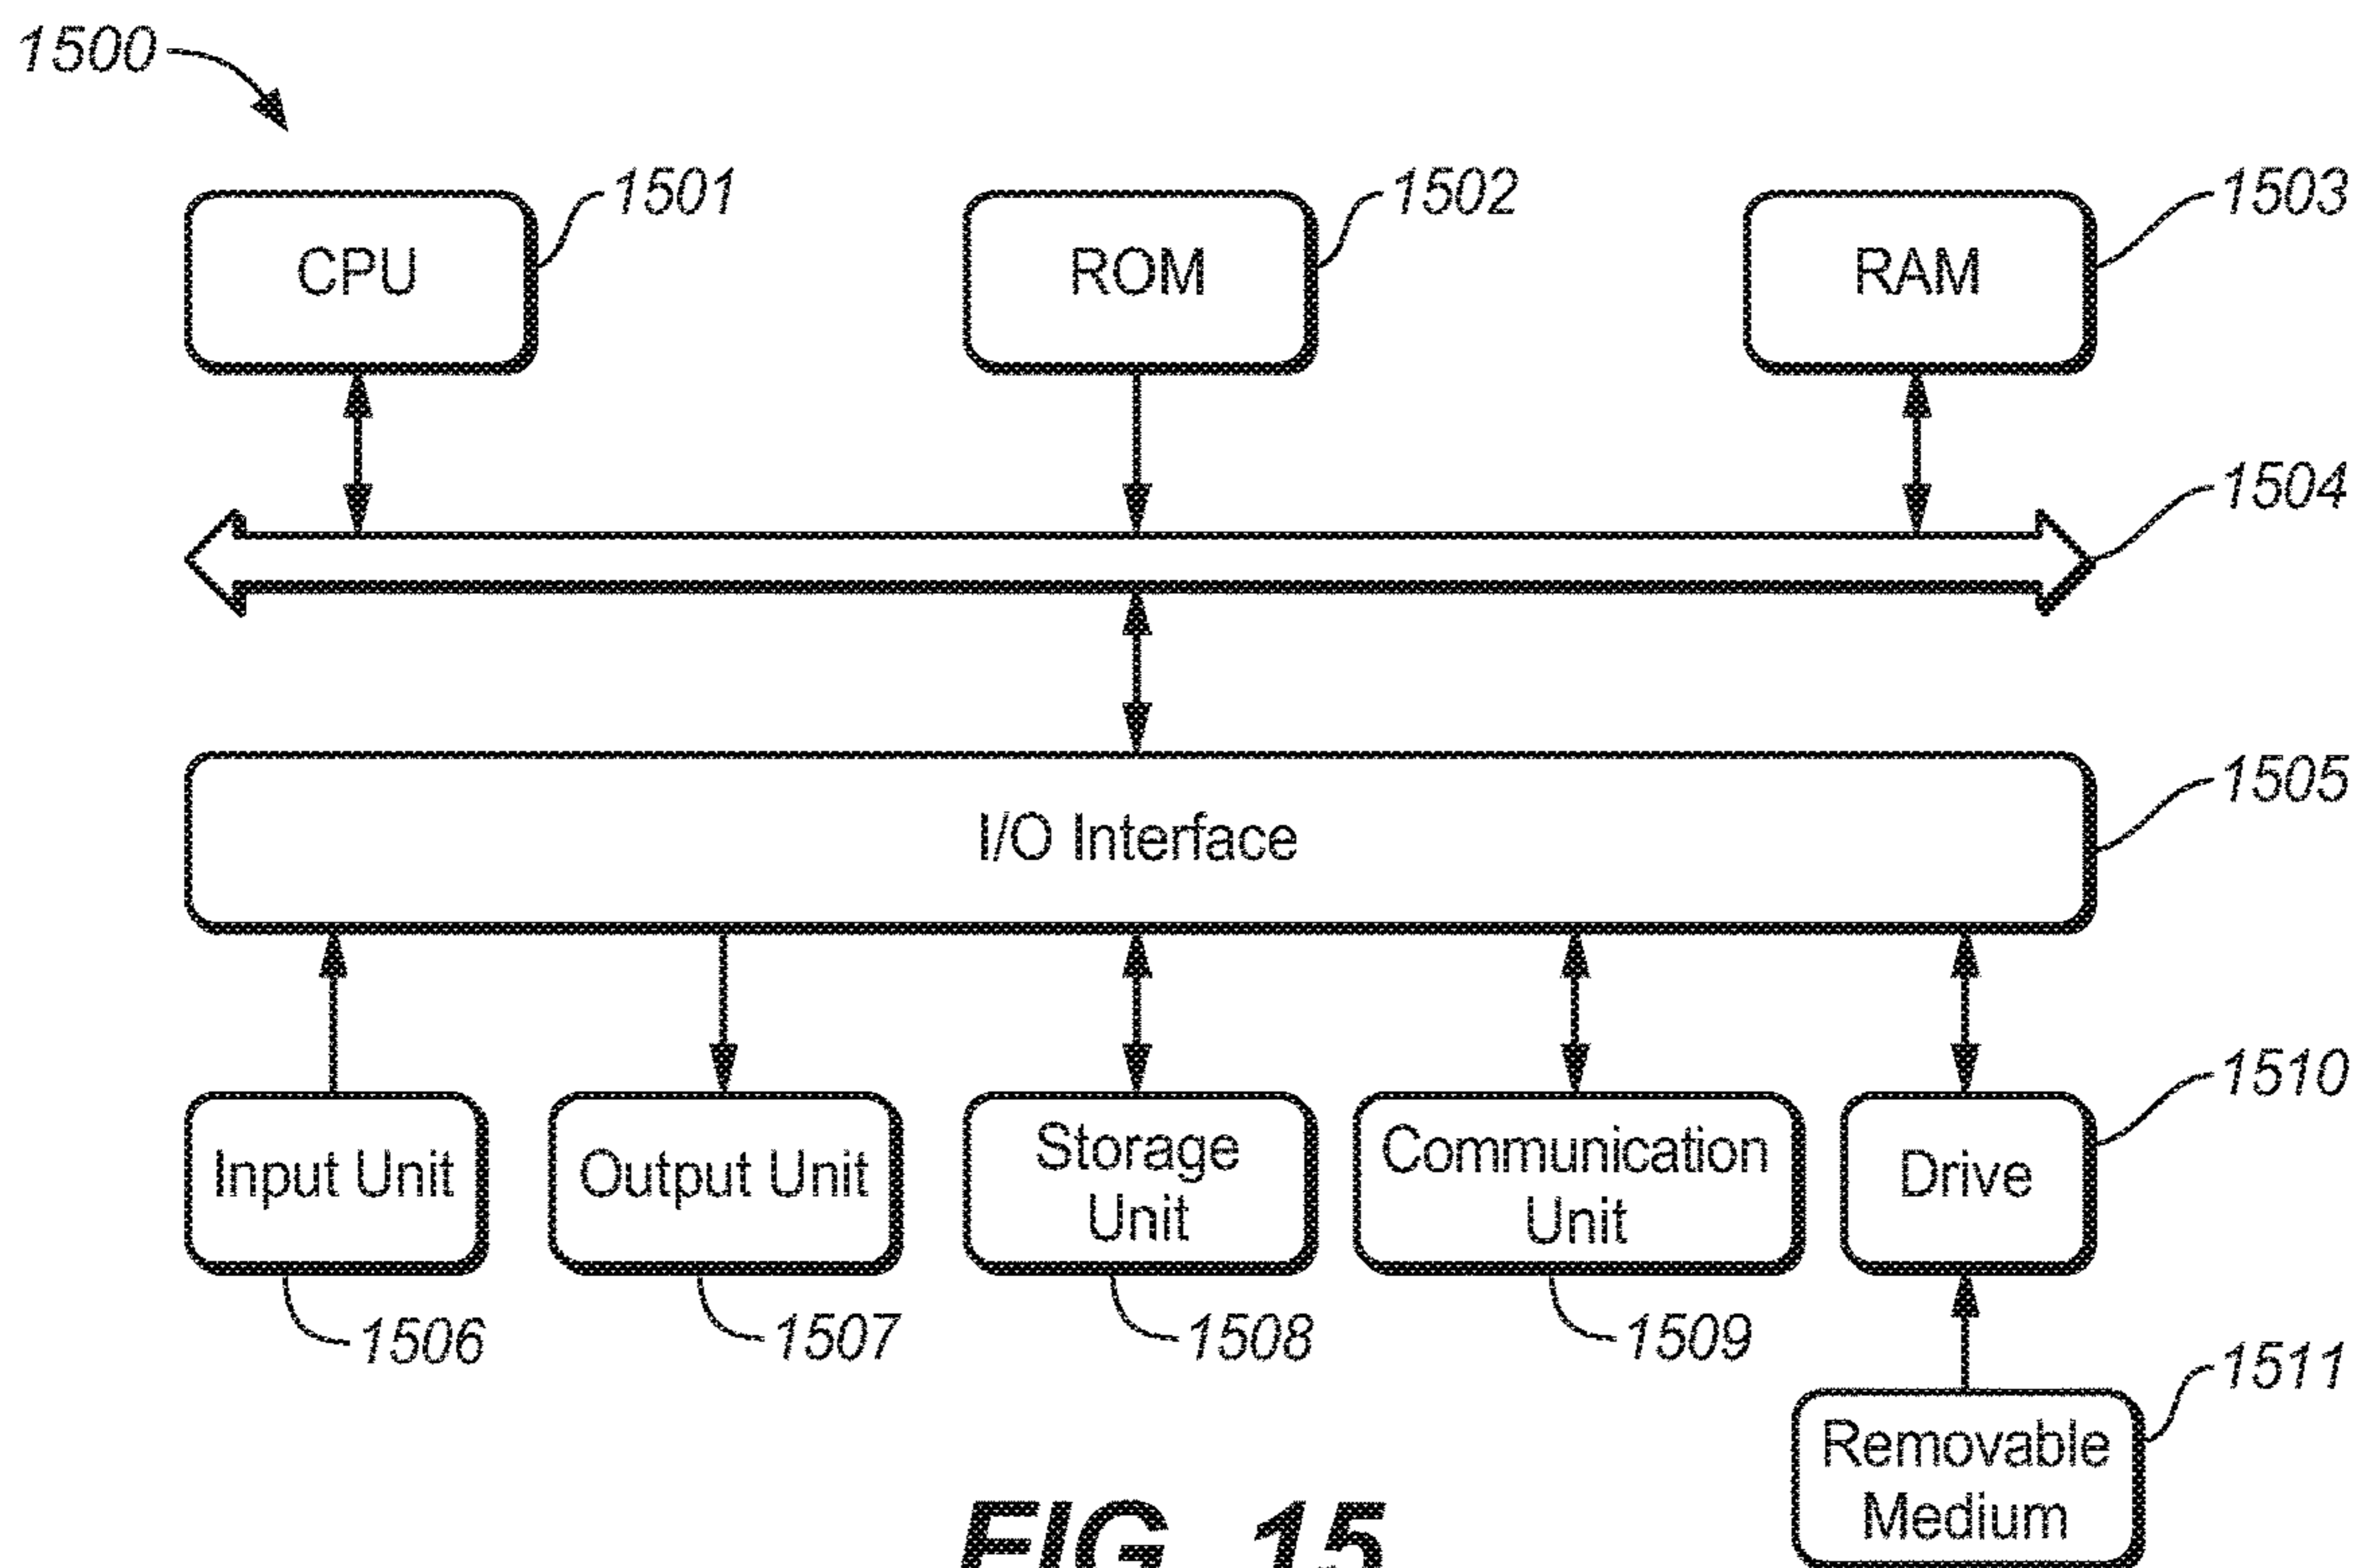 1500
CPU
1501
ROM
1502
RAM
1503
1504
I/O Interface
1505
Input Unit
1506
Output Unit
1507
Storage
Unit
1508
Communication
Unit
1509
Drive
1510
Removable
Medium
1511
FIG. 15